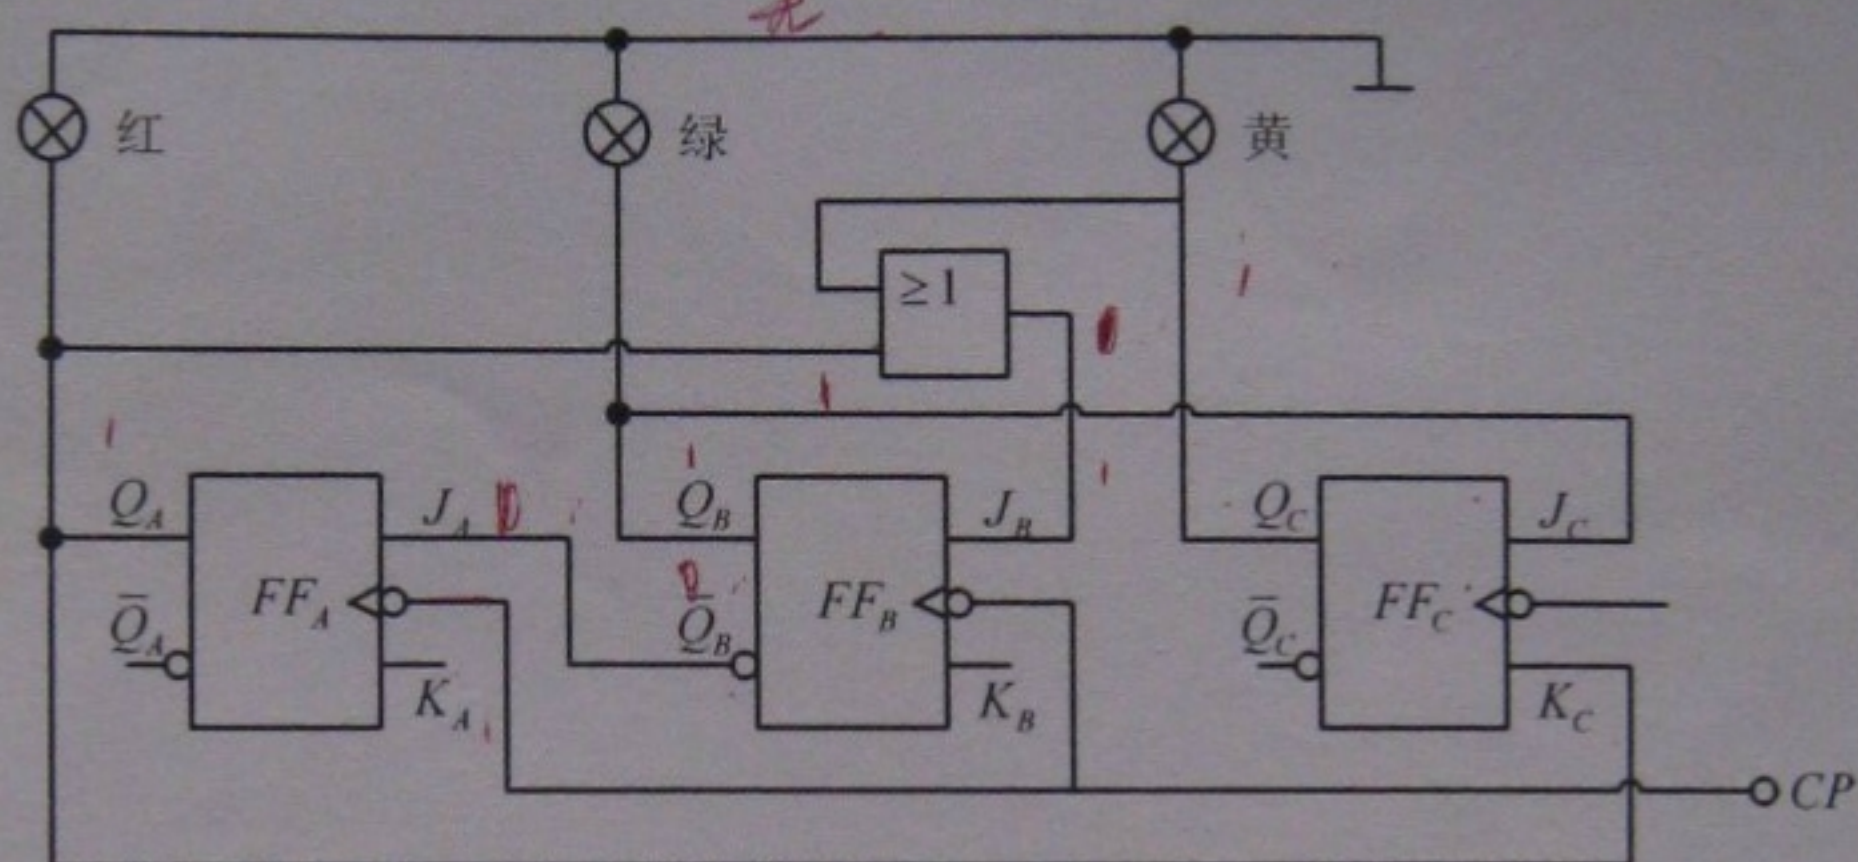 红 绿 黄
≥1
Q_A J_A Q_B J_B Q_C J_C
FF_A FF_B FF_C
Q̄_A Q̄_B Q̄_C
K_A K_B K_C
CP